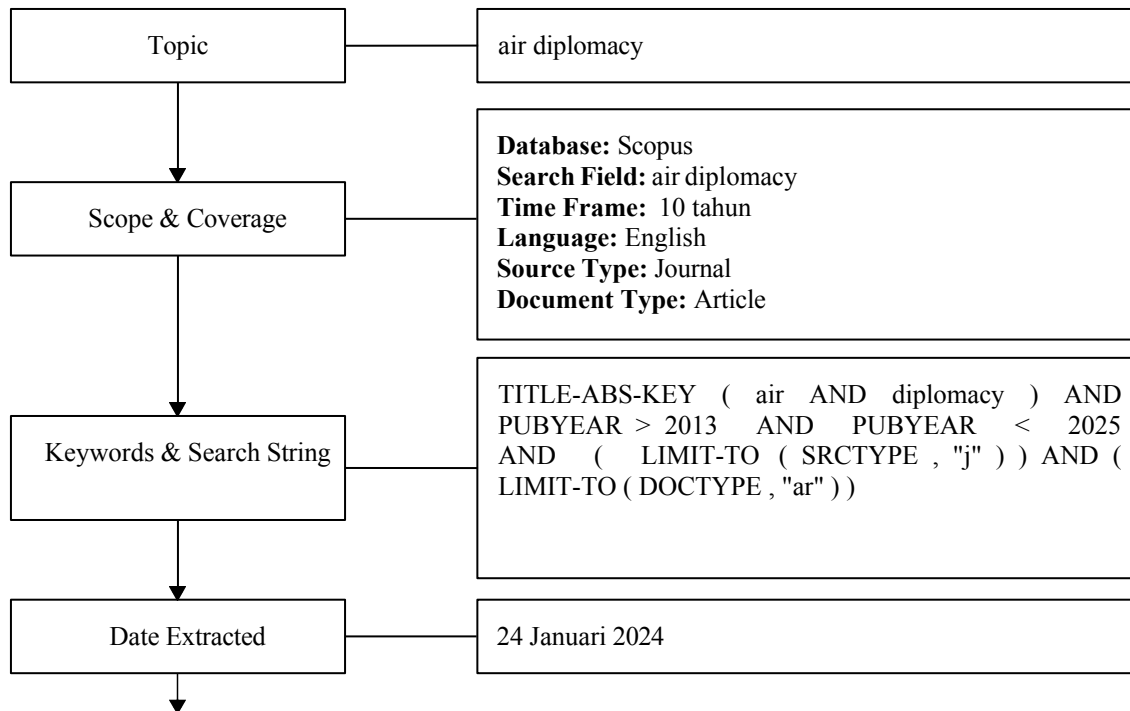 Topic
air diplomacy
Scope & Coverage
Database: Scopus
Search Field: air diplomacy
Time Frame: 10 tahun
Language: English
Source Type: Journal
Document Type: Article
Keywords & Search String
TITLE-ABS-KEY ( air AND diplomacy ) AND
PUBYEAR > 2013 AND PUBYEAR < 2025
AND ( LIMIT-TO ( SRCTYPE , "j" ) ) AND (
LIMIT-TO ( DOCTYPE , "ar" ) )
Date Extracted
24 Januari 2024